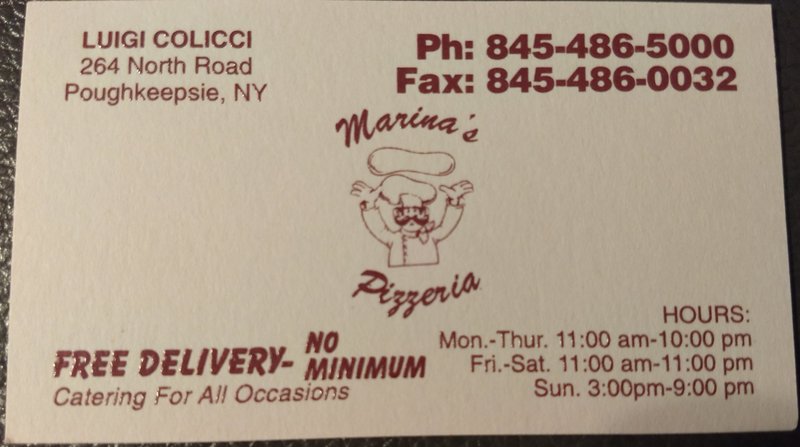 LUIGI COLICCI
264 North Road
Poughkeepsie, NY
Ph: 845-486-5000
Fax: 845-486-0032
Marina's
Pizzeria
FREE DELIVERY- NO MINIMUM
Catering For All Occasions
HOURS:
Mon.-Thur. 11:00 am-10:00 pm
Fri.-Sat. 11:00 am-11:00 pm
Sun. 3:00pm-9:00 pm